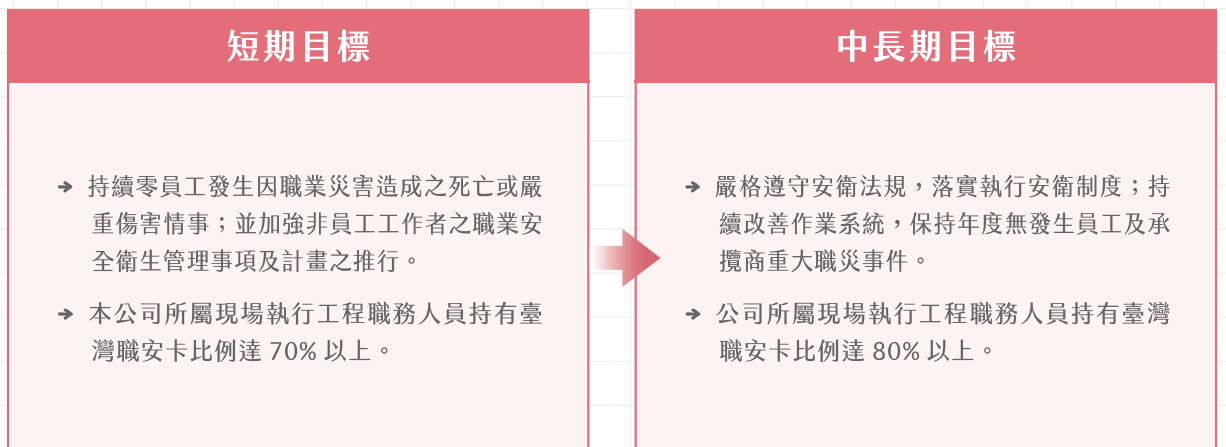 短期目標
→ 持續零員工發生因職業災害造成之死亡或嚴
重傷害情事；並加強非員工工作者之職業安
全衛生管理事項及計畫之推行。
→ 本公司所屬現場執行工程職務人員持有臺
灣職安卡比例達 70% 以上。
中長期目標
→ 嚴格遵守安衛法規，落實執行安衛制度；持
續改善作業系統，保持年度無發生員工及承
攬商重大職災事件。
→ 公司所屬現場執行工程職務人員持有臺灣
職安卡比例達 80% 以上。